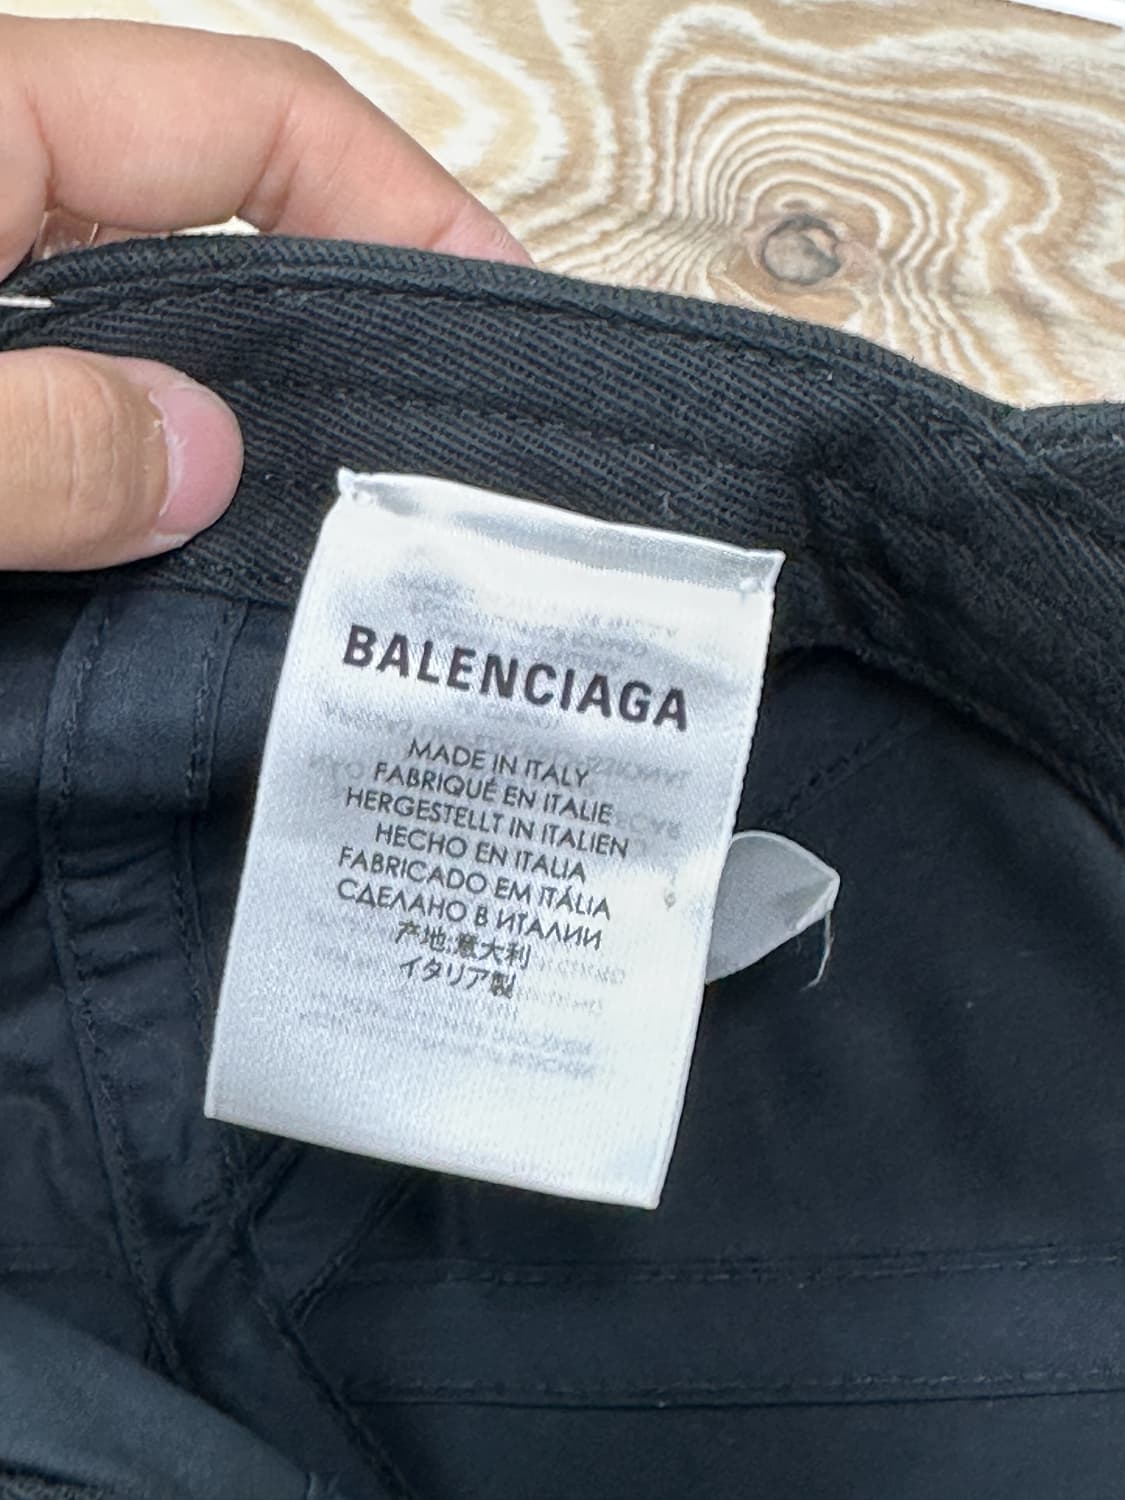 BALENCIAGA
MADE IN ITALY
FABRIQUÉ EN ITALIE
HERGESTELLT IN ITALIEN
HECHO EN ITALIA
FABRICADO EM ITÁLIA
СДЕЛАНО В ИТАЛИИ
产地:意大利
イタリア製